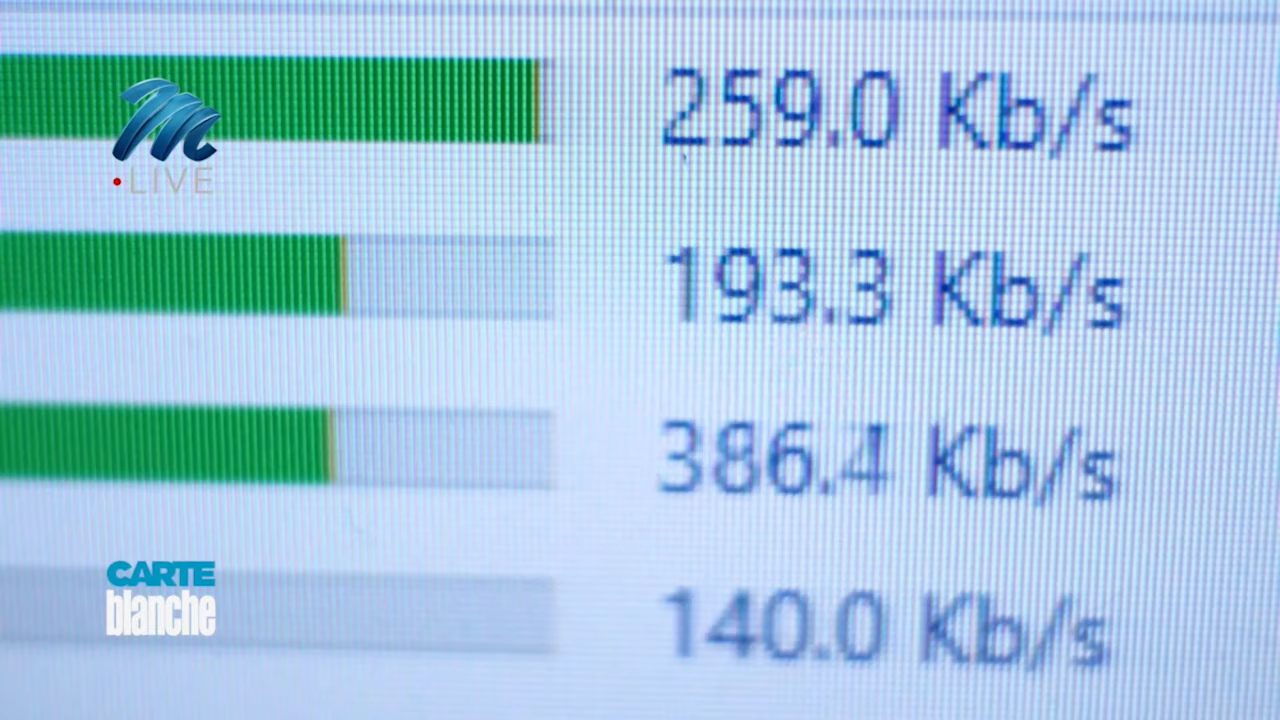 259.0 Kb/s
LIVE
193.3 Kb/s
386.4 Kb/s
CARTE
blanche
140.0 Kb/s